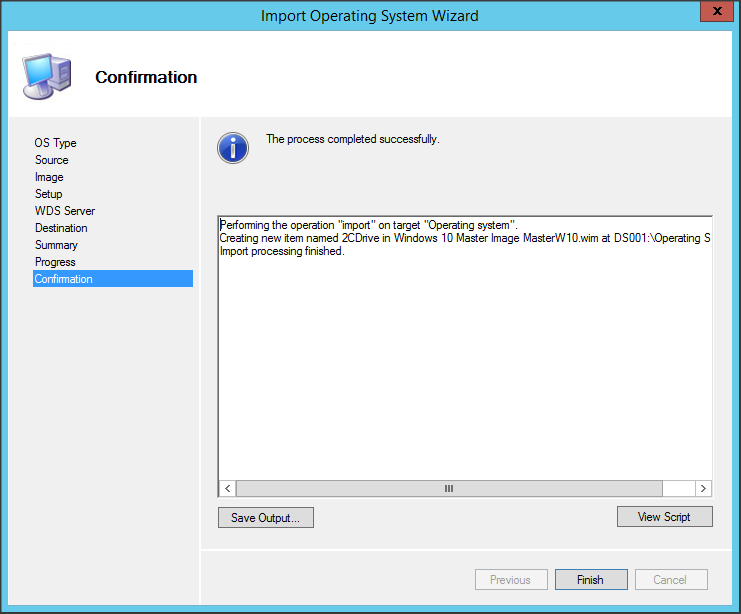 Import Operating System Wizard
x
Confirmation
OS Type
Source
Image
Setup
WDS Server
Destination
Summary
Progress
Confirmation
The process completed successfully.
Performing the operation "import" on target "Operating system".
Creating new item named 2CDrive in Windows 10 Master Image MasterW10.wim at DS001:\Operating S
Import processing finished.
Save Output...
View Script
Previous
Finish
Cancel